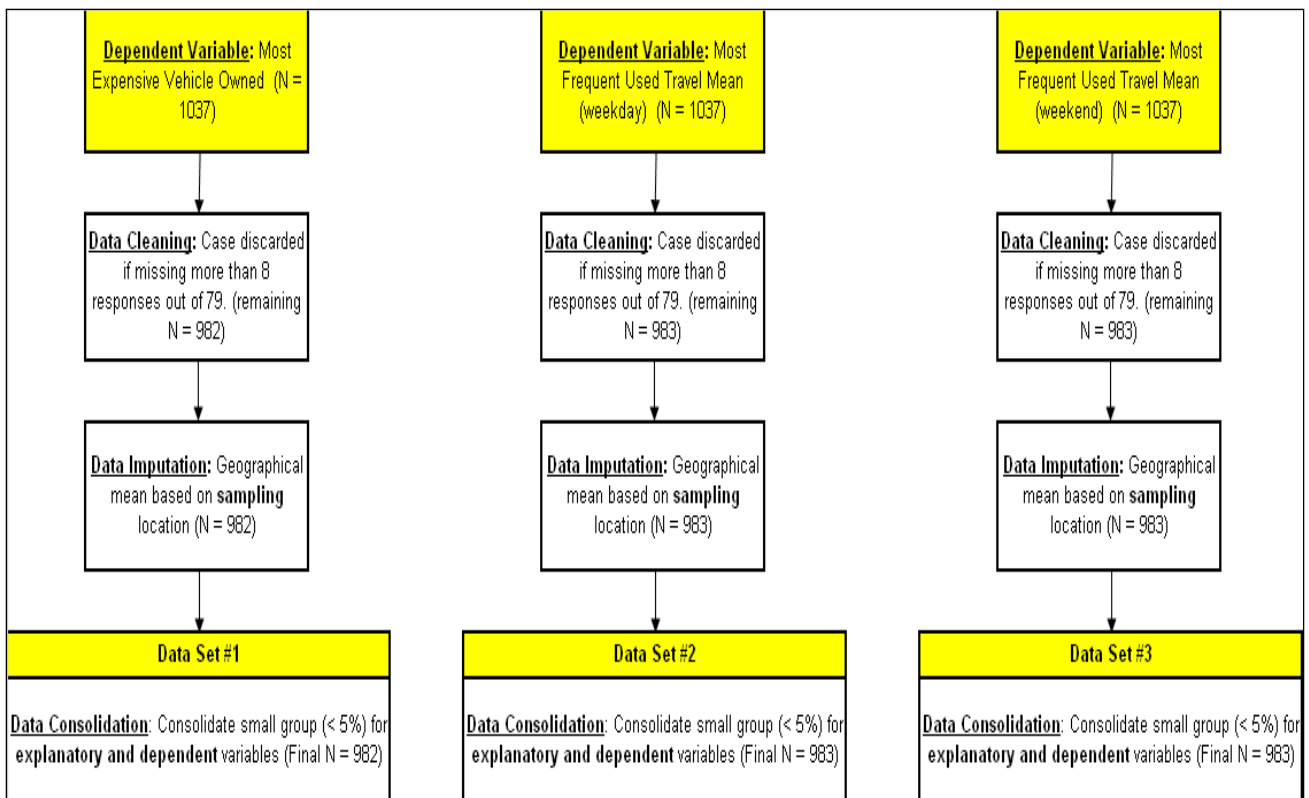 Dependent Variable: Most
Expensive Vehicle Owned (N =
1037)
Data Cleaning: Case discarded
if missing more than 8
responses out of 79. (remaining
N = 982)
Data Imputation: Geographical
mean based on sampling
location (N = 982)
Data Set #1
Data Consolidation: Consolidate small group (< 5%) for
explanatory and dependent variables (Final N = 982)
Dependent Variable: Most
Frequent Used Travel Mean
(weekday) (N = 1037)
Data Cleaning: Case discarded
if missing more than 8
responses out of 79. (remaining
N = 983)
Data Imputation: Geographical
mean based on sampling
location (N = 983)
Data Set #2
Data Consolidation: Consolidate small group (< 5%) for
explanatory and dependent variables (Final N = 983)
Dependent Variable: Most
Frequent Used Travel Mean
(weekend) (N = 1037)
Data Cleaning: Case discarded
if missing more than 8
responses out of 79. (remaining
N = 983)
Data Imputation: Geographical
mean based on sampling
location (N = 983)
Data Set #3
Data Consolidation: Consolidate small group (< 5%) for
explanatory and dependent variables (Final N = 983)